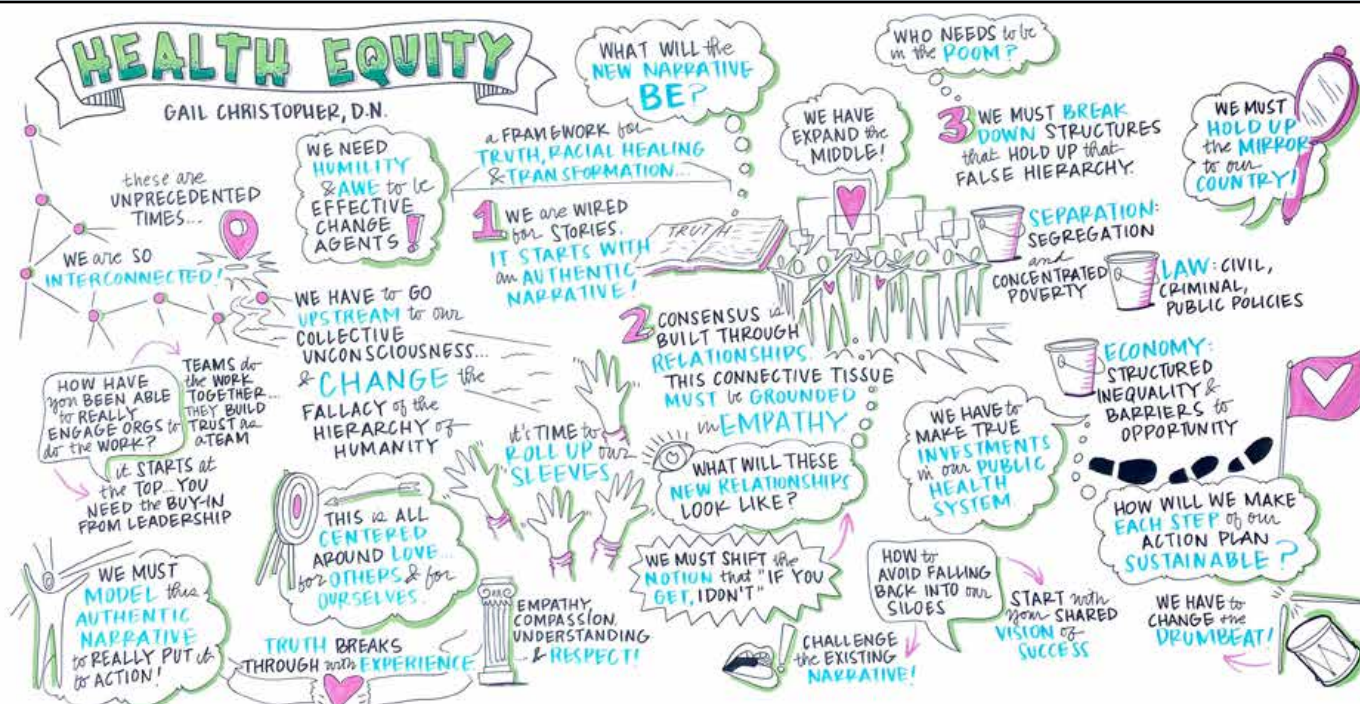 HEALTH EQUITY
GAIL CHRISTOPHER, D.N.
these are
UNPRECEDENTED
TIMES...
WE ARE SO
INTERCONNECTED!
WE NEED
HUMILITY
& AWE to be
EFFECTIVE
CHANGE
AGENTS!
WE HAVE to GO
UPSTREAM to our
COLLECTIVE
UNCONSCIOUSNESS...
& CHANGE the
FALLACY of the
HIERARCHY of
HUMANITY
HOW HAVE
you BEEN ABLE
to REALLY
ENGAGE ORGS to
do the WORK?
TEAMS do
the WORK
TOGETHER...
THEY BUILD
TRUST as
a TEAM
it STARTS at
the TOP...YOU
NEED the BUY-IN
FROM LEADERSHIP
WE MUST
MODEL this
AUTHENTIC
NARRATIVE
to REALLY PUT it
to ACTION!
THIS is ALL
CENTERED
AROUND LOVE...
for OTHERS & for
OURSELVES.
TRUTH BREAKS
THROUGH with EXPERIENCE
EMPATHY,
COMPASSION,
UNDERSTANDING
... & RESPECT!
it's TIME to
ROLL UP our
SLEEVES
WHAT WILL the
NEW NARRATIVE
BE?
a FRAMEWORK for
TRUTH, RACIAL HEALING
& TRANSFORMATION...
1 WE are WIRED
for STORIES.
IT STARTS WITH
an AUTHENTIC
NARRATIVE!
TRUTH
WE HAVE
EXPAND the
MIDDLE!
2 CONSENSUS is
BUILT THROUGH
RELATIONSHIPS.
THIS CONNECTIVE TISSUE
MUST be GROUNDED
in EMPATHY
WHAT WILL THESE
NEW RELATIONSHIPS
LOOK LIKE?
WE MUST SHIFT the
NOTION that "IF YOU
GET, I DON'T"
CHALLENGE
the EXISTING
NARRATIVE!
WHO NEEDS to be
in the ROOM?
3 WE MUST BREAK
DOWN STRUCTURES
that HOLD UP that
FALSE HIERARCHY.
WE MUST
HOLD UP
the MIRROR
to our
COUNTRY!
SEPARATION:
SEGREGATION
and
CONCENTRATED
POVERTY
LAW: CIVIL,
CRIMINAL,
PUBLIC POLICIES
ECONOMY:
STRUCTURED
INEQUALITY &
BARRIERS to
OPPORTUNITY
WE HAVE to
MAKE TRUE
INVESTMENTS
in our PUBLIC
HEALTH
SYSTEM
HOW WILL WE MAKE
EACH STEP of our
ACTION PLAN
SUSTAINABLE?
HOW to
AVOID FALLING
BACK INTO our
SILOES
START with
your SHARED
VISION of
SUCCESS
WE HAVE to
CHANGE the
DRUMBEAT!